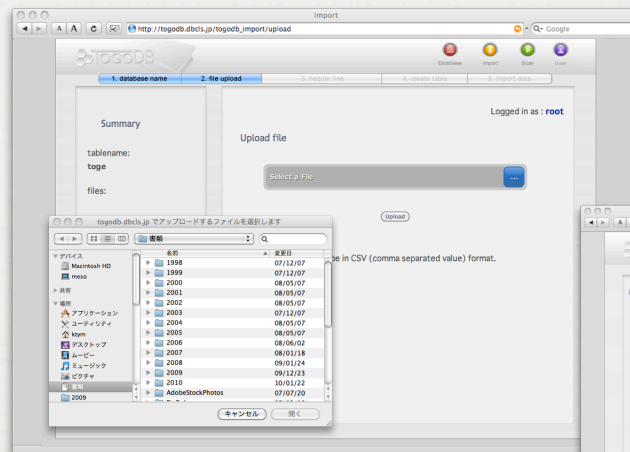 Import
http://togodb.dbcls.jp/togodb_import/upload
Google
TogoDB
Database
Import
Scan
User
1. database name
2. file upload
3. header line
4. create table
5. import data
Logged in as : root
Summary
tablename:
toge
files:
Upload file
Select a File
...
Upload
be in CSV (comma separated value) format.
togodb.dbcls.jp でアップロードするファイルを選択します
書類
デバイス
Macintosh HD
meso
共有
場所
アプリケーション
ユーティリティ
ktym
デスクトップ
ムービー
ミュージック
ピクチャ
書類
2009
名前 変更日
1998 07/12/07
1999 07/12/07
2000 08/05/07
2001 08/05/07
2002 08/05/07
2003 07/12/07
2004 08/05/07
2005 08/05/07
2006 08/06/02
2007 08/01/18
2008 09/01/24
2009 09/12/23
2010 10/01/22
AdobeStockPhotos 07/07/20
キャンセル
開く